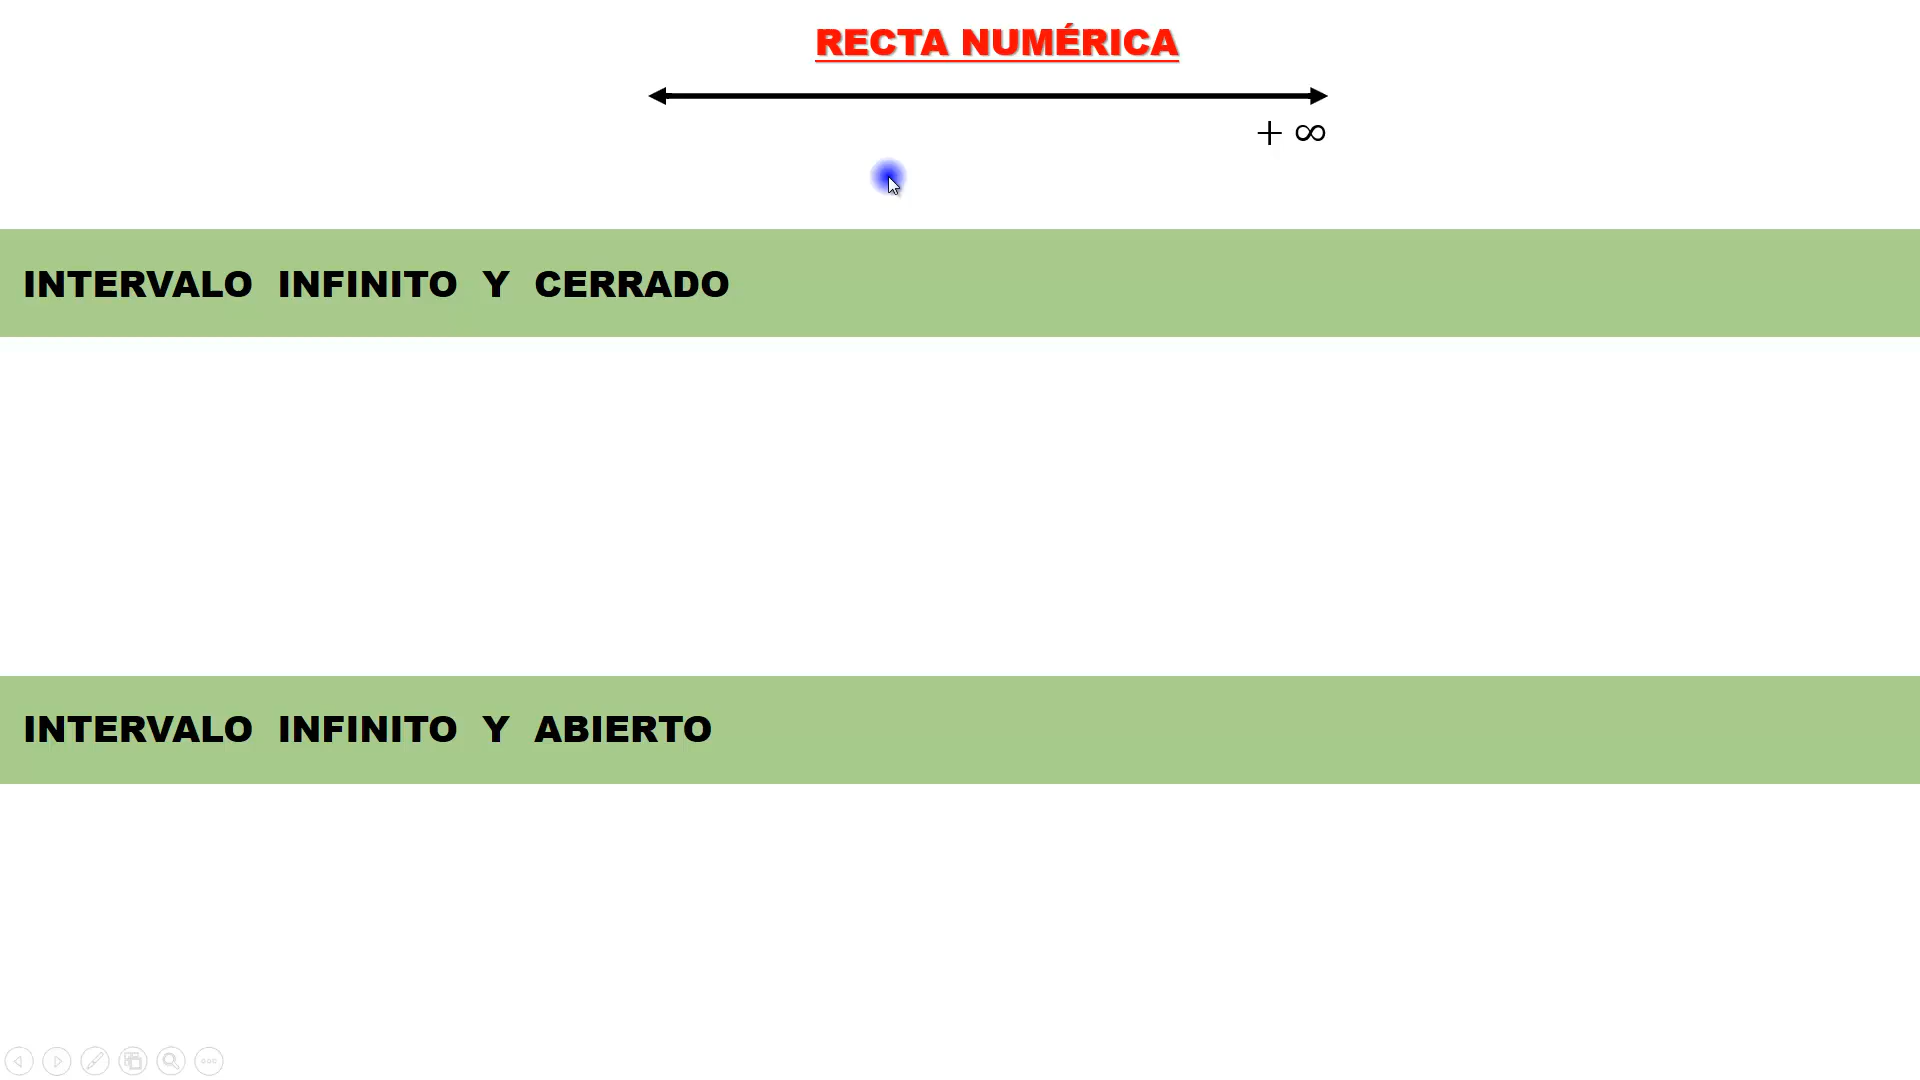 RECTA NUMÉRICA
+ ∞
INTERVALO INFINITO Y CERRADO
INTERVALO INFINITO Y ABIERTO